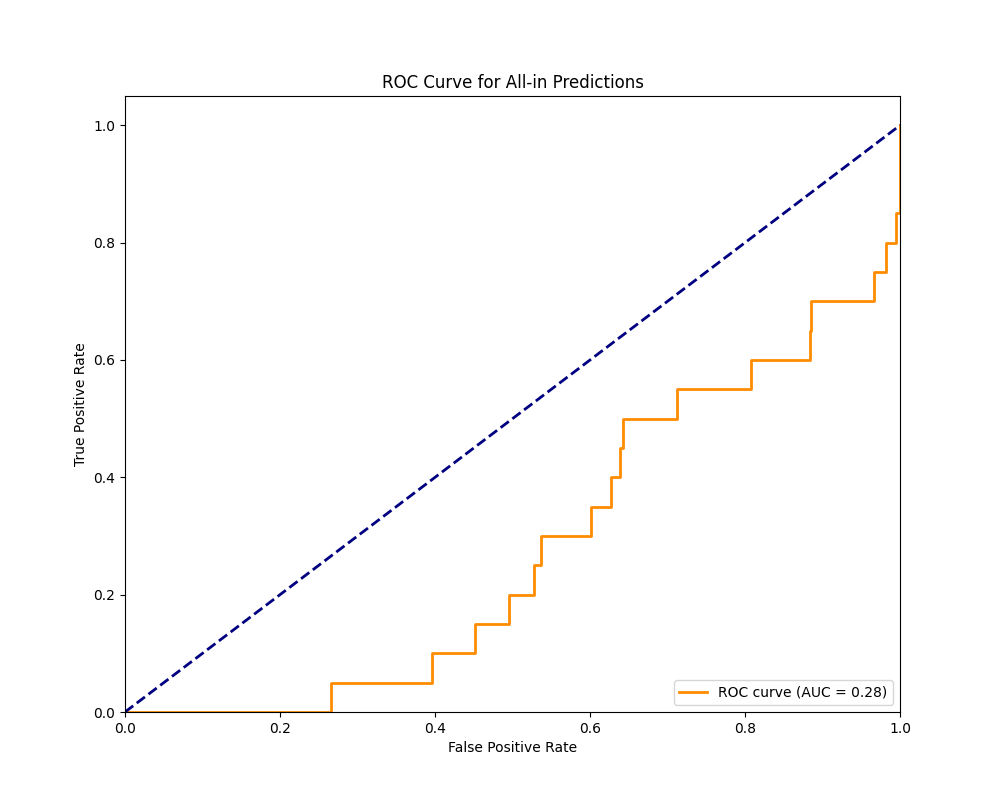 ROC Curve for All-in Predictions
True Positive Rate
1.0
0.8
0.6
0.4
0.2
0.0
0.0 0.2 0.4 0.6 0.8 1.0
False Positive Rate
ROC curve (AUC = 0.28)